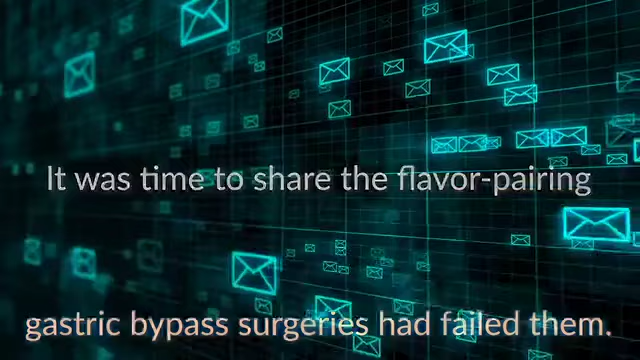 It was time to share the flavor-pairing
gastric bypass surgeries had failed them.